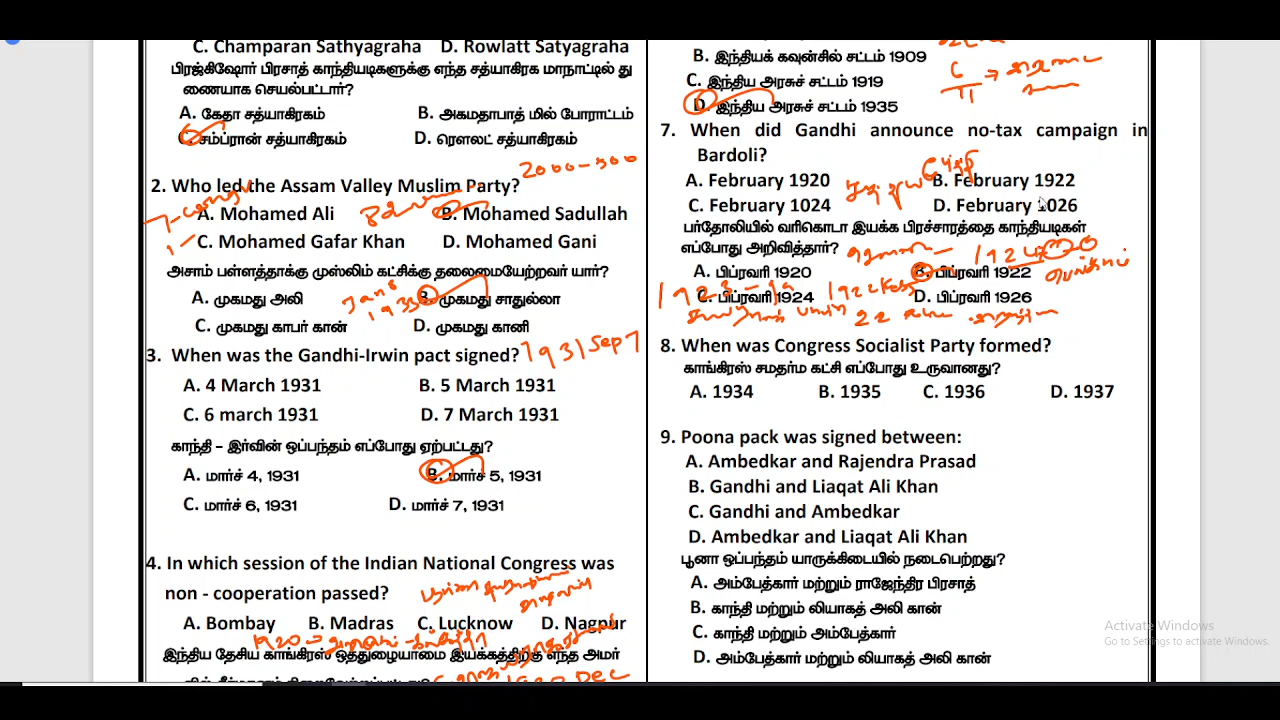 C. Champaran Sathyagraha D. Rowlatt Satyagraha
பிரஜ்கிஷோர் பிரசாத் காந்தியடிகளுக்கு எந்த சத்யாகிரக மாநாட்டில் து
ணையாக செயல்பட்டார்?
A. கேதா சத்யாகிரகம் B. அகமதாபாத் மில் போராட்டம்
C. சம்ப்ரான் சத்யாகிரகம் D. ரௌலட் சத்யாகிரகம்
2000-300
2. Who led the Assam Valley Muslim Party?
A. Mohamed Ali B. Mohamed Sadullah
C. Mohamed Gafar Khan D. Mohamed Gani
அசாம் பள்ளத்தாக்கு முஸ்லிம் கட்சிக்கு தலைமையேற்றவர் யார்?
A. முகமது அலி B. முகமது சாதுல்லா
C. முகமது காபர் கான் D. முகமது கானி
3. When was the Gandhi-Irwin pact signed? 1931 Sep 7
A. 4 March 1931 B. 5 March 1931
C. 6 march 1931 D. 7 March 1931
காந்தி – இர்வின் ஒப்பந்தம் எப்போது ஏற்பட்டது?
A. மார்ச் 4, 1931 B. மார்ச் 5, 1931
C. மார்ச் 6, 1931 D. மார்ச் 7, 1931
4. In which session of the Indian National Congress was
non - cooperation passed?
A. Bombay B. Madras C. Lucknow D. Nagpur
1920
இந்திய தேசிய காங்கிரஸ் ஒத்துழையாமை இயக்கத்திற்கு எந்த அமர்
Dec
B. இந்தியக் கவுன்சில் சட்டம் 1909
C. இந்திய அரசுச் சட்டம் 1919
D. இந்திய அரசுச் சட்டம் 1935
7. When did Gandhi announce no-tax campaign in
Bardoli?
A. February 1920 B. February 1922
C. February 1024 D. February 1026
பர்தோலியில் வரிகொடா இயக்க பிரச்சாரத்தை காந்தியடிகள்
எப்போது அறிவித்தார்?
A. பிப்ரவரி 1920 B. பிப்ரவரி 1922
C. பிப்ரவரி 1924 D. பிப்ரவரி 1926
8. When was Congress Socialist Party formed?
காங்கிரஸ் சமதர்ம கட்சி எப்போது உருவானது?
A. 1934 B. 1935 C. 1936 D. 1937
9. Poona pack was signed between:
A. Ambedkar and Rajendra Prasad
B. Gandhi and Liaqat Ali Khan
C. Gandhi and Ambedkar
D. Ambedkar and Liaqat Ali Khan
பூனா ஒப்பந்தம் யாருக்கிடையில் நடைபெற்றது?
A. அம்பேத்கார் மற்றும் ராஜேந்திர பிரசாத்
B. காந்தி மற்றும் லியாகத் அலி கான்
C. காந்தி மற்றும் அம்பேத்கார்
D. அம்பேத்கார் மற்றும் லியாகத் அலி கான்
Activate Windows
Go to Settings to activate Windows.